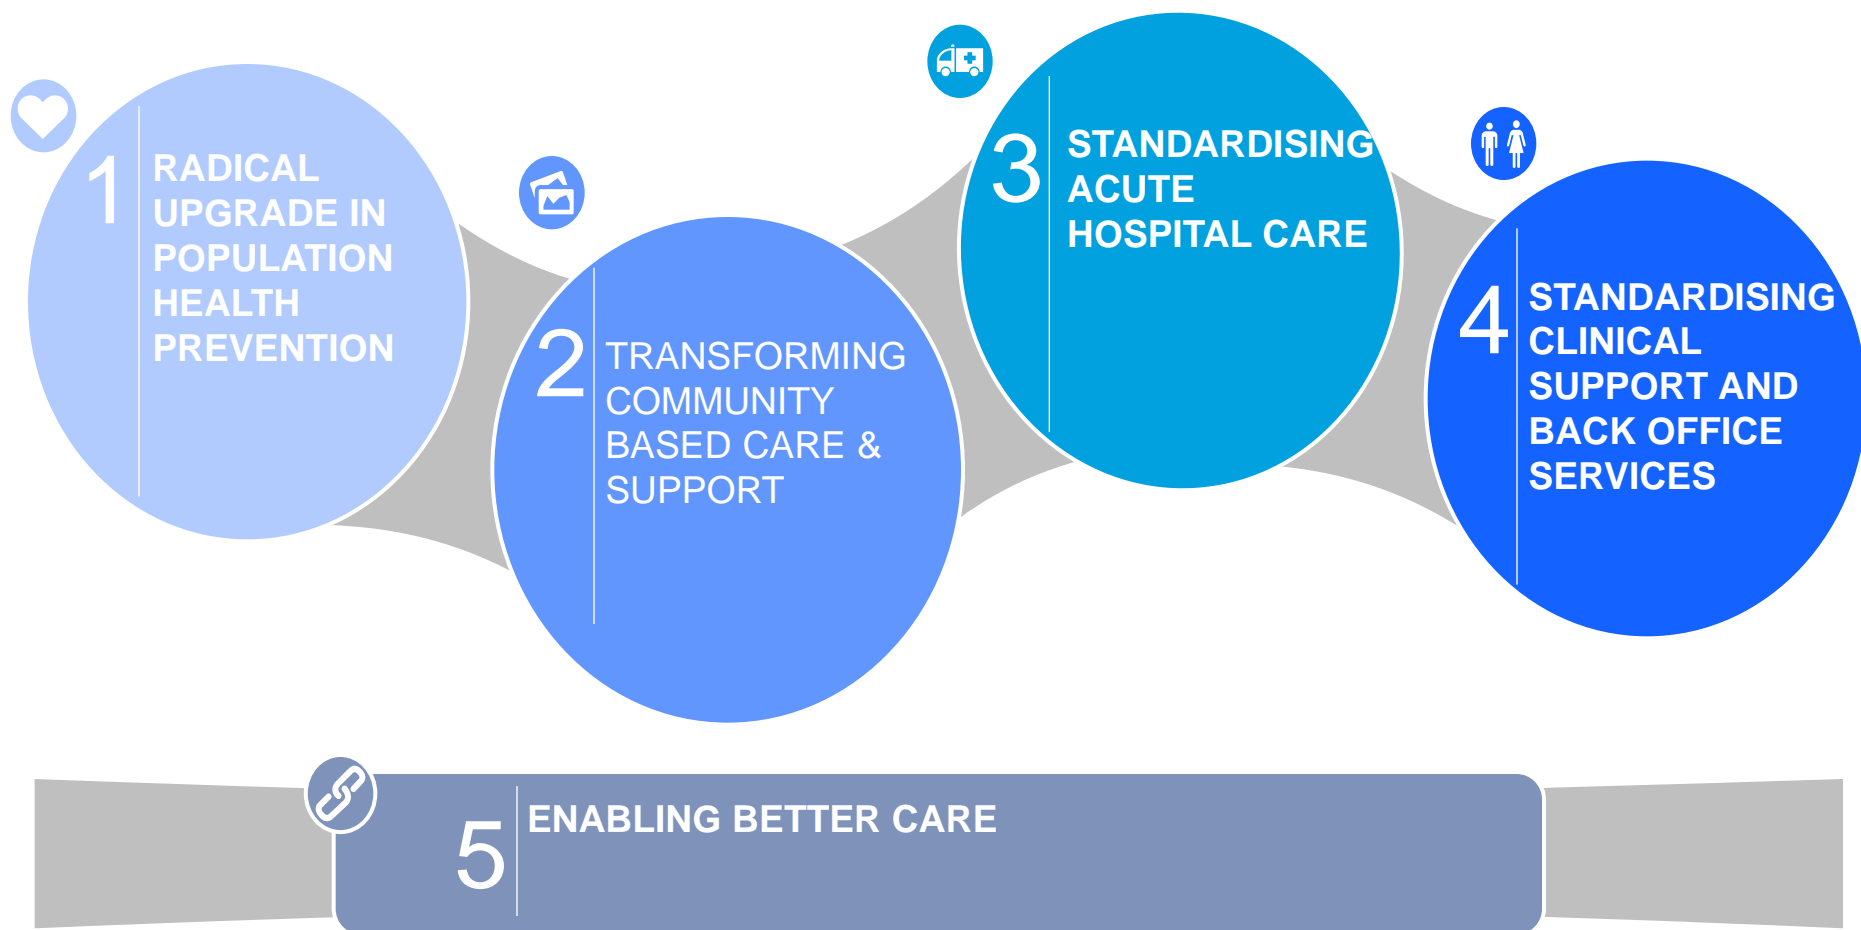 1
RADICAL
UPGRADE IN
POPULATION
HEALTH
PREVENTION
2
TRANSFORMING
COMMUNITY
BASED CARE &
SUPPORT
3
STANDARDISING
ACUTE
HOSPITAL CARE
4
STANDARDISING
CLINICAL
SUPPORT AND
BACK OFFICE
SERVICES
5
ENABLING BETTER CARE